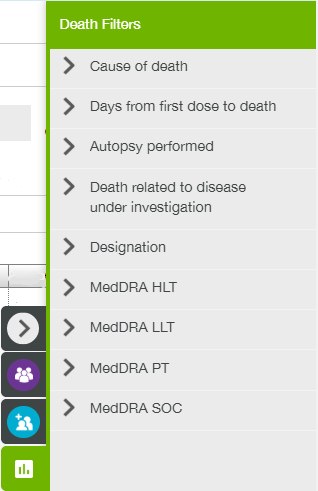 Death Filters
Cause of death
Days from first dose to death
Autopsy performed
Death related to disease
under investigation
Designation
MedDRA HLT
MedDRA LLT
MedDRA PT
MedDRA SOC